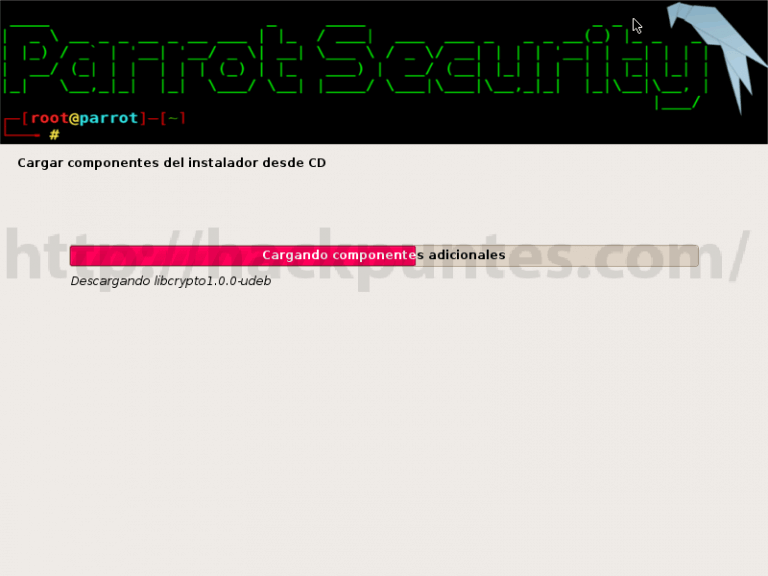 Parrot Security
┌─[root@parrot]─[~]
└──╼ #
Cargar componentes del instalador desde CD
http://hackpuntes.com/
Cargando componentes adicionales
Descargando libcrypto1.0.0-udeb